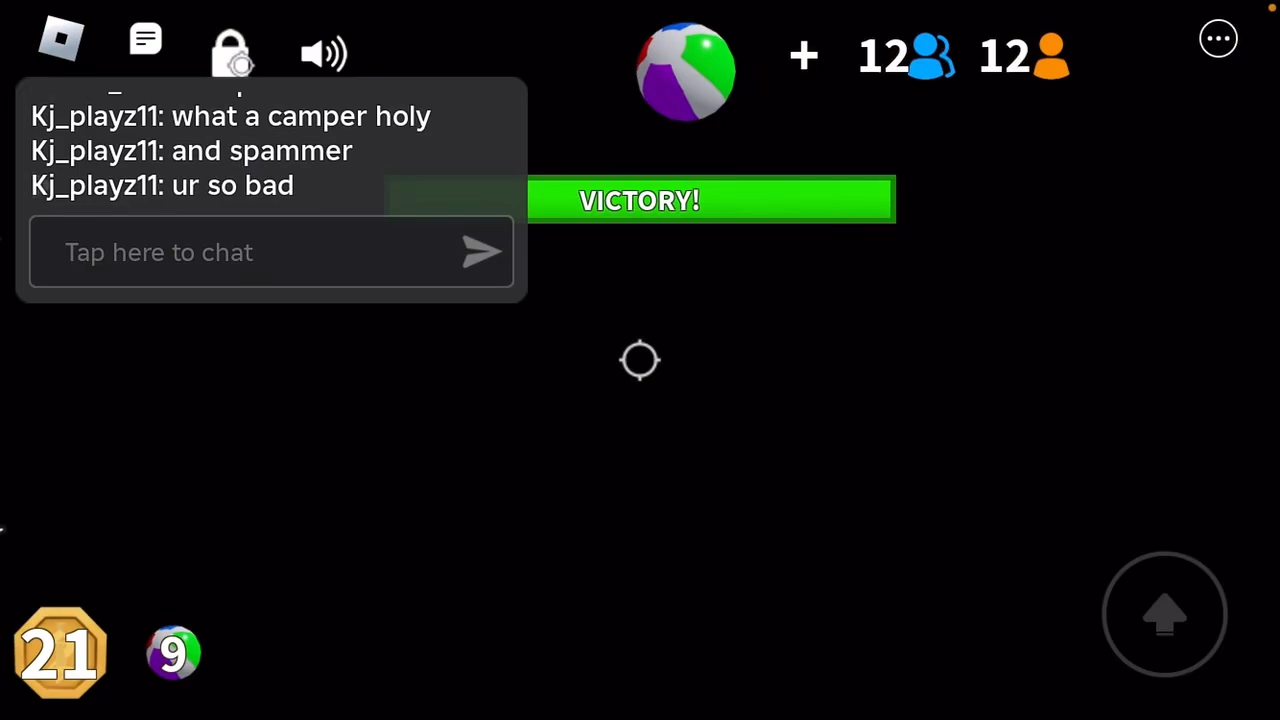 + 12 12
Kj_playz11: what a camper holy
Kj_playz11: and spammer
Kj_playz11: ur so bad
VICTORY!
Tap here to chat
21
9